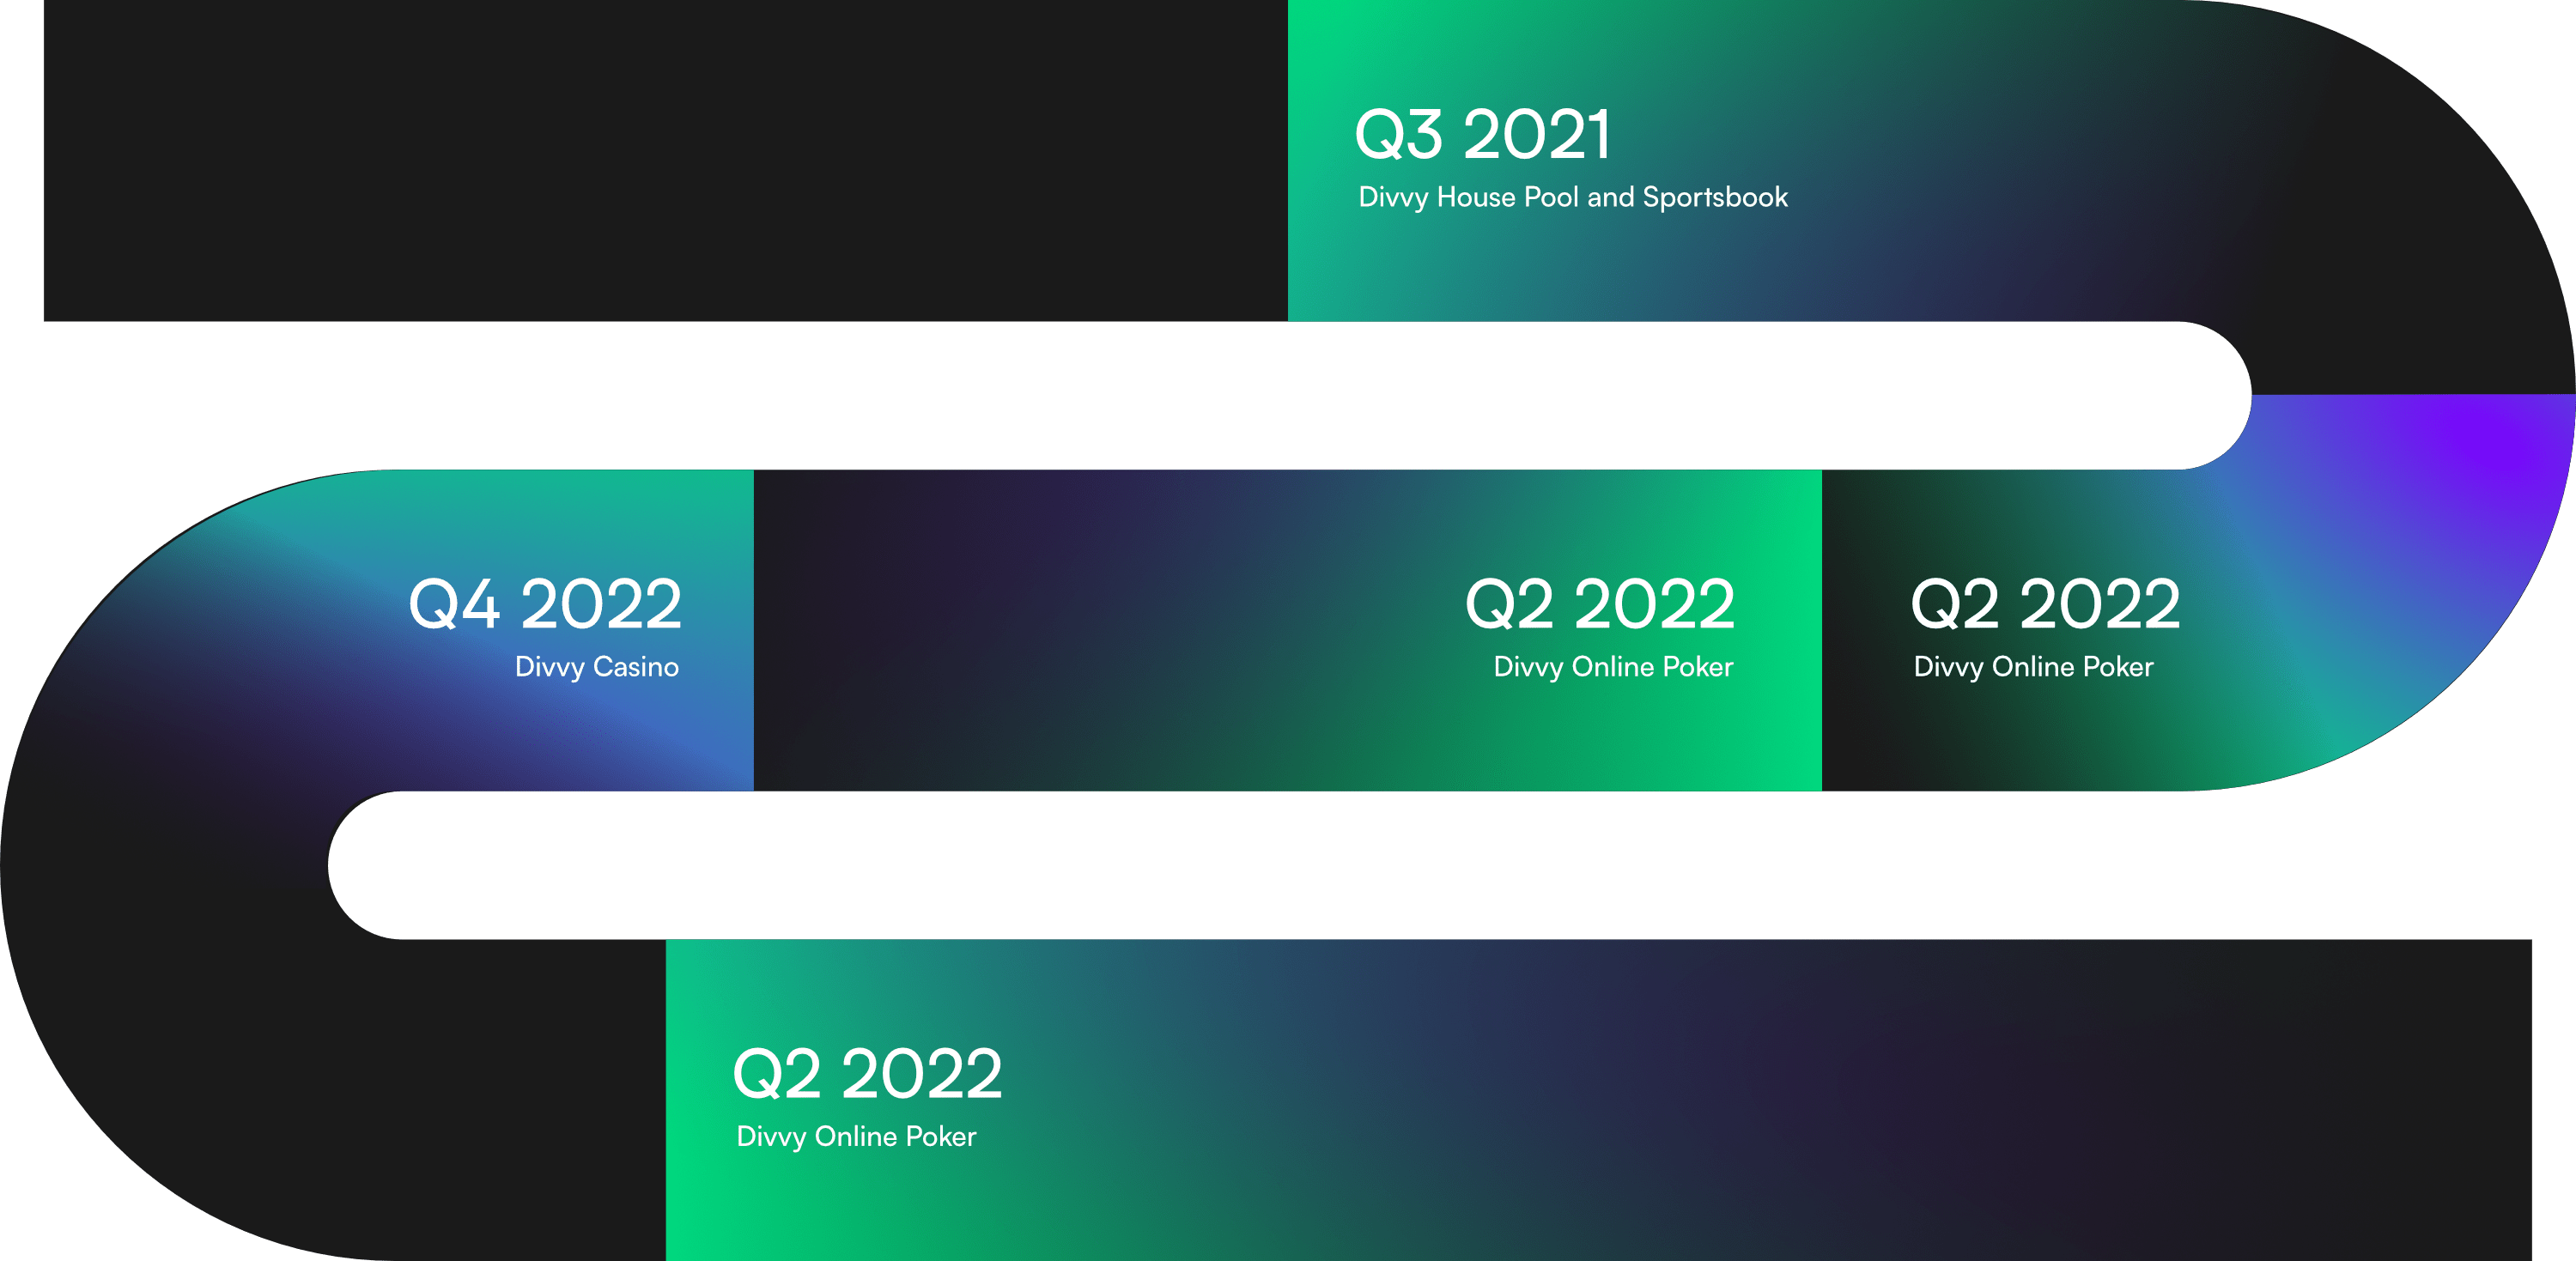 Q3 2021
Divvy House Pool and Sportsbook
Q4 2022
Divvy Casino
Q2 2022
Divvy Online Poker
Q2 2022
Divvy Online Poker
Q2 2022
Divvy Online Poker